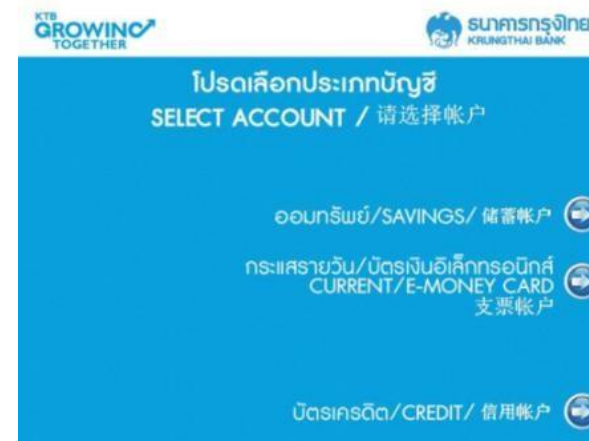 KTB
GROWING
TOGETHER
ธนาคารกรุงไทย
KRUNGTHAI BANK
โปรดเลือกประเภทบัญชี
SELECT ACCOUNT / 请选择帐户
ออมทรัพย์/SAVINGS/ 储蓄帐户
กระแสรายวัน/บัตรเงินอิเล็กทรอนิกส์
CURRENT/E-MONEY CARD
支票帐户
บัตรเครดิต/CREDIT/ 信用帐户